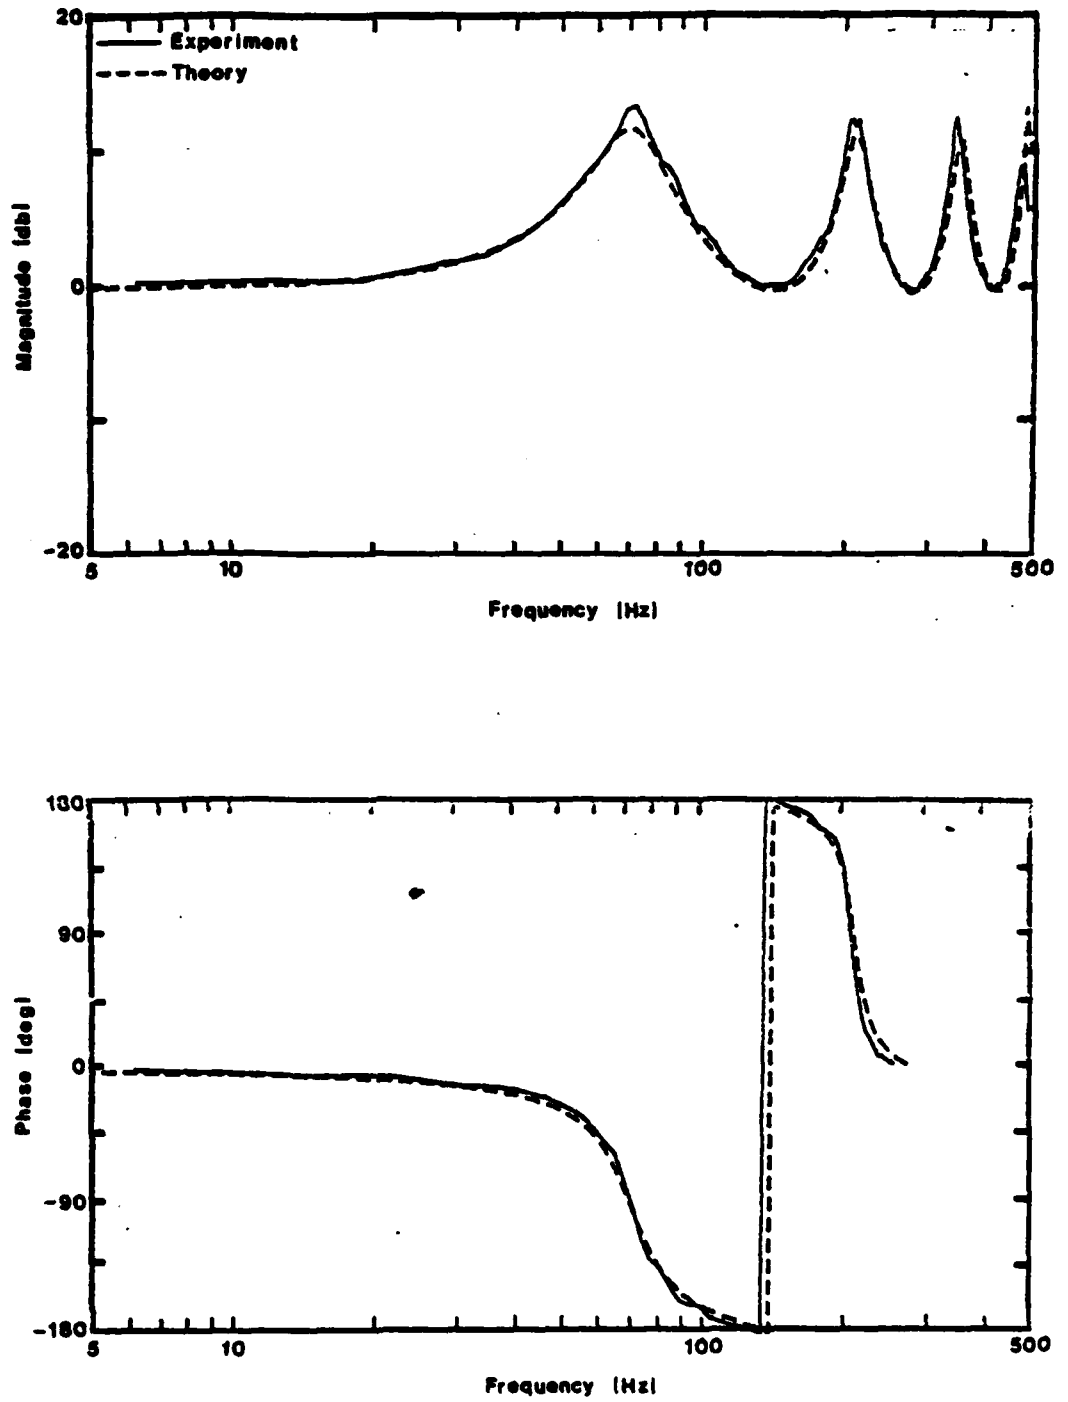 20
Experiment
Theory
0
-20
5 10 100 500
Magnitude (db)
Frequency (Hz)
180
90
0
-90
-180
5 10 100 500
Phase (deg)
Frequency (Hz)